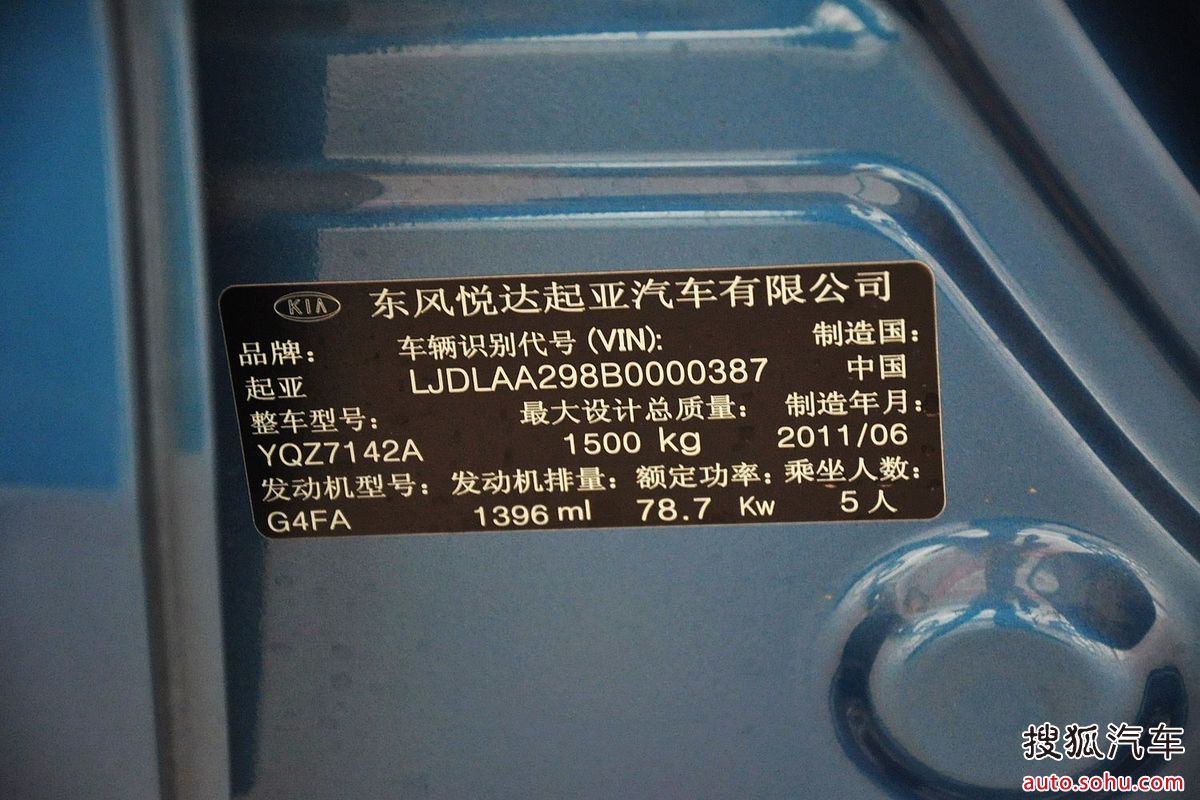 KIA 东风悦达起亚汽车有限公司
品牌： 车辆识别代号 (VIN): 制造国：
起亚 LJDLAA298B0000387 中国
整车型号： 最大设计总质量： 制造年月：
YQZ7142A 1500 kg 2011/06
发动机型号： 发动机排量： 额定功率： 乘坐人数：
G4FA 1396 ml 78.7 Kw 5人
搜狐汽车
auto.sohu.com